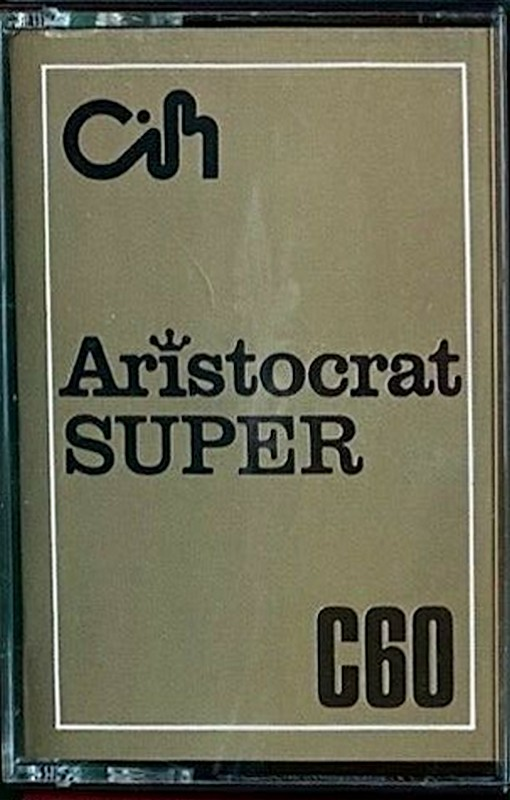 Cih
Aristocrat
SUPER
C60